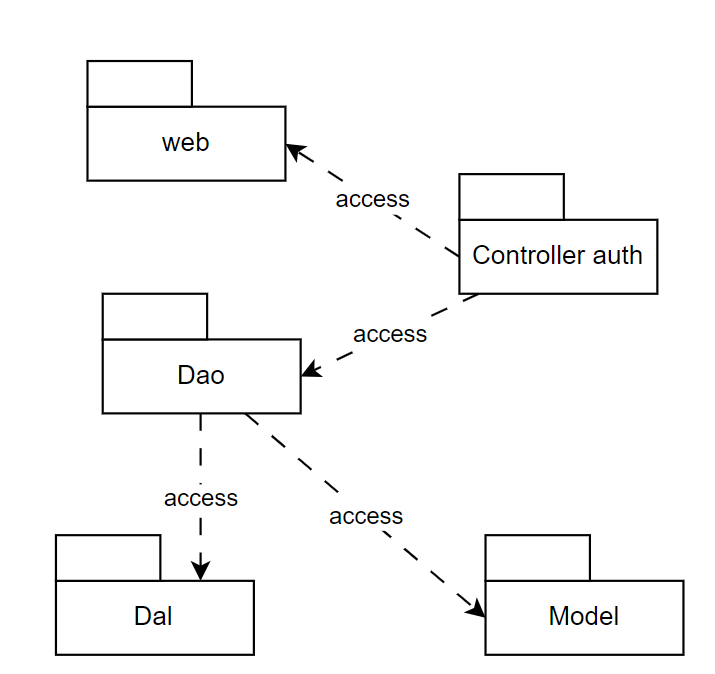 web
access
Controller auth
access
Dao
access
access
Dal
Model